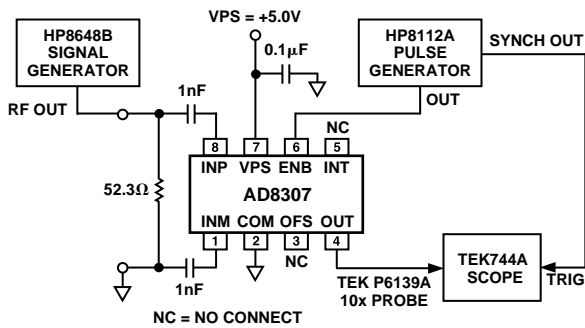 HP8648B
SIGNAL
GENERATOR
VPS = +5.0V
0.1µF
HP8112A
PULSE
GENERATOR
SYNCH OUT
OUT
RF OUT
1nF
NC
8
7
6
5
INP VPS ENB INT
AD8307
52.3Ω
INM COM OFS OUT
1
2
3
4
NC
1nF
TEK P6139A
10x PROBE
TEK744A
SCOPE
TRIG
NC = NO CONNECT